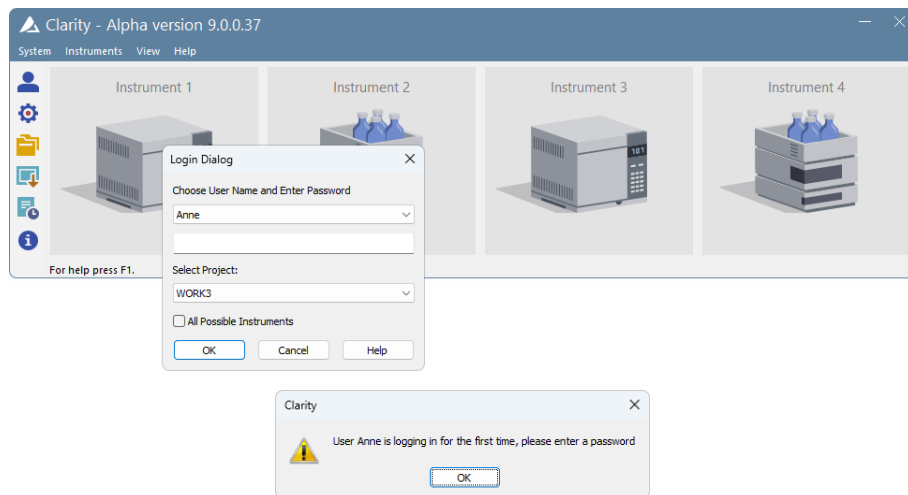 Clarity - Alpha version 9.0.0.37
System Instruments View Help
Instrument 1 Instrument 2 Instrument 3 Instrument 4
707
Login Dialog
Choose User Name and Enter Password
Anne
For help press F1.
Select Project:
WORK3
All Possible Instruments
OK Cancel Help
Clarity
User Anne is logging in for the first time, please enter a password
OK